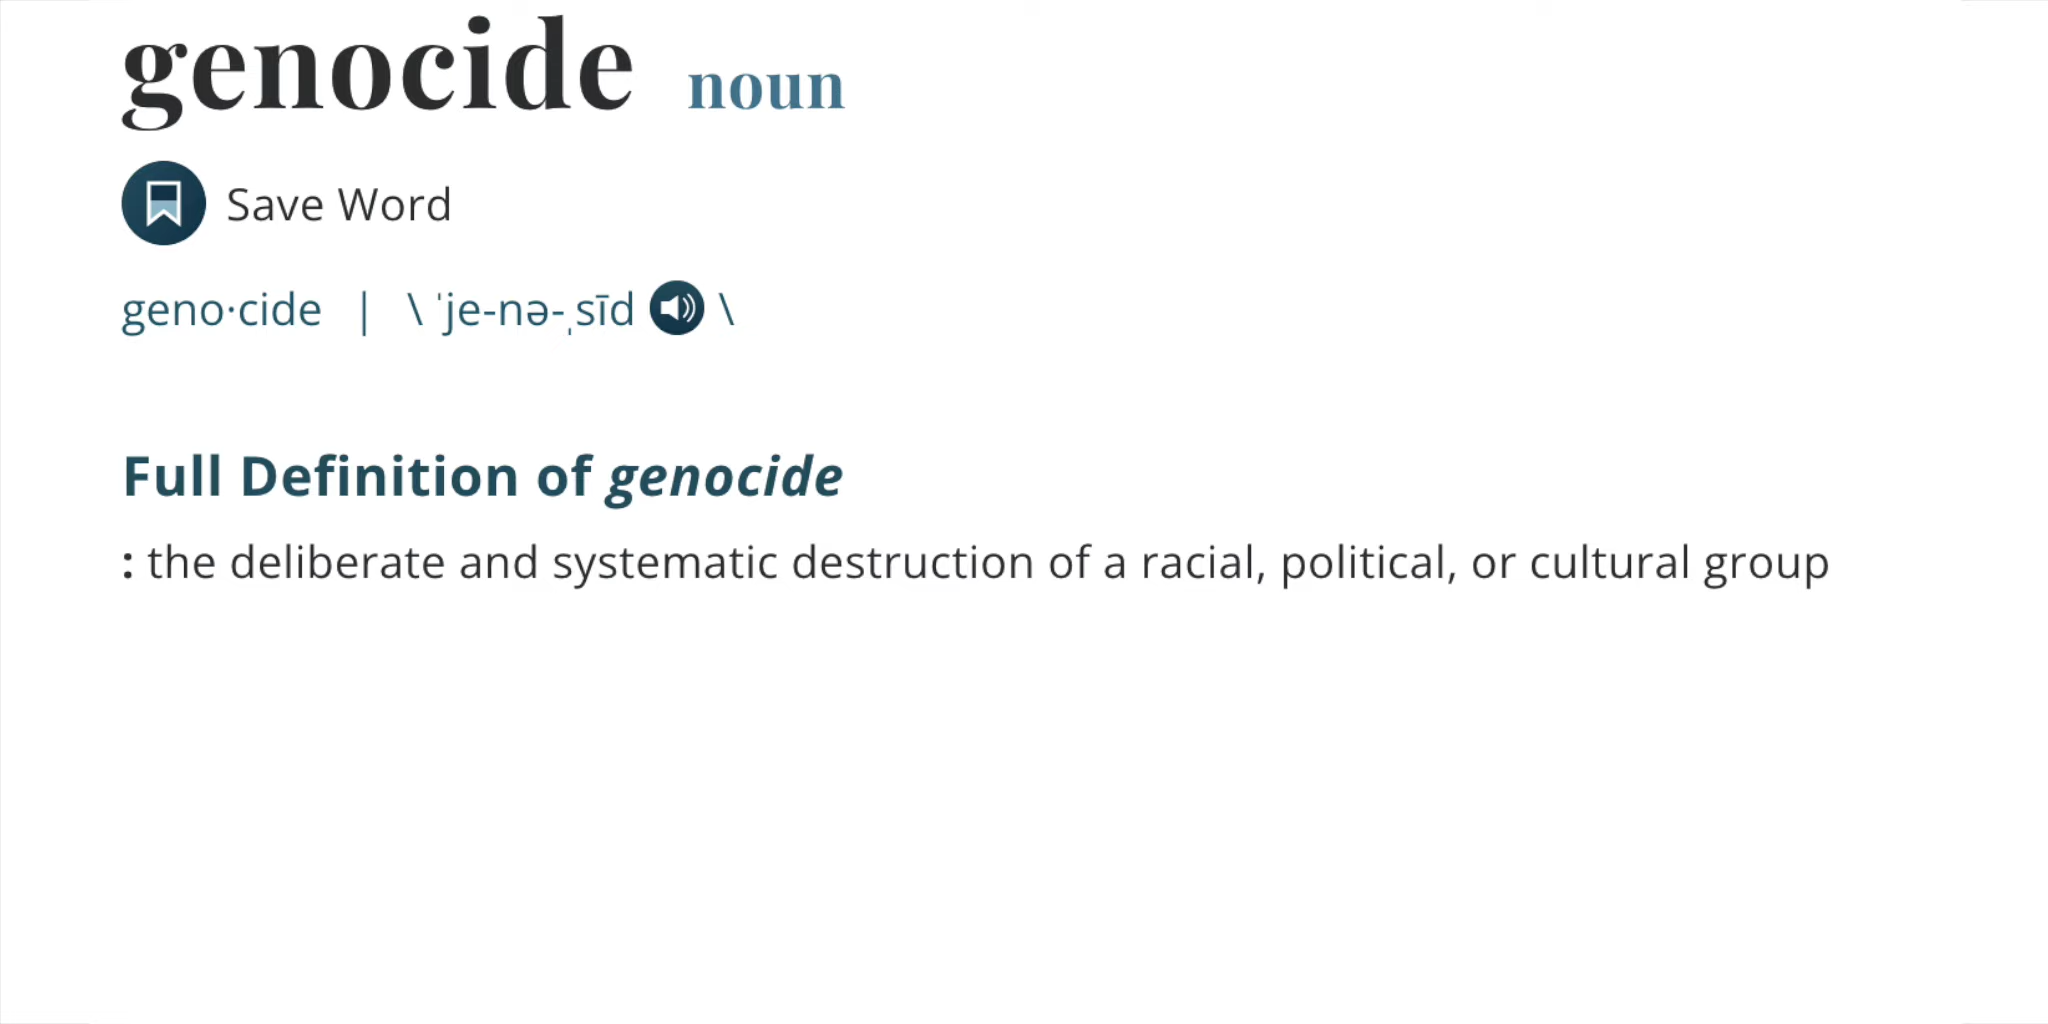 genocide noun
Save Word
geno·cide | \ ˈje-nə-ˌsīd \
Full Definition of genocide
: the deliberate and systematic destruction of a racial, political, or cultural group